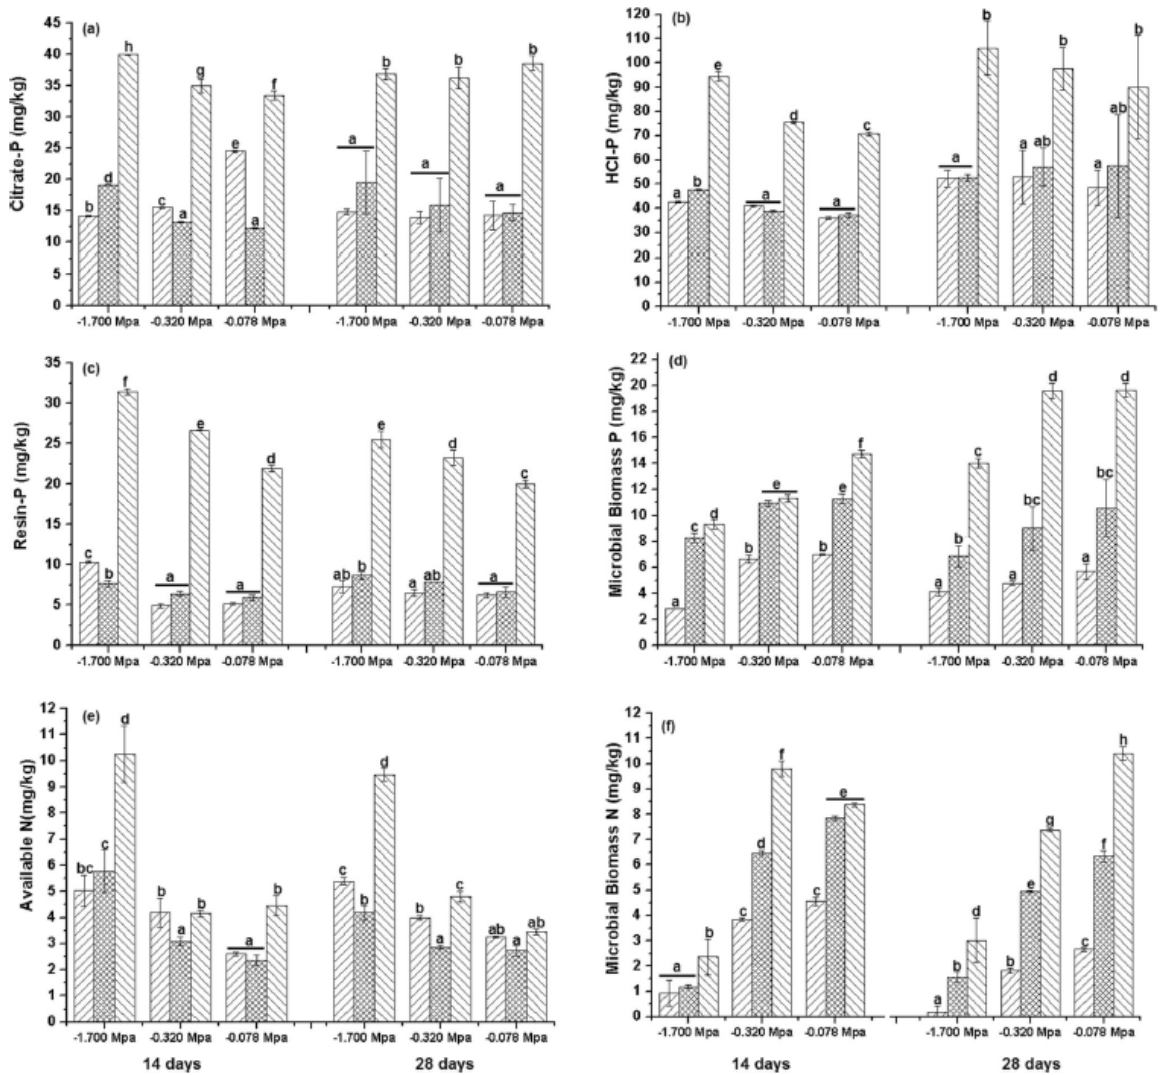 (a)
Citrate-P (mg/kg)
45
40
35
30
25
20
15
10
5
0
b d h
c a g
e a f
a b
a b
a b
-1.700 Mpa -0.320 Mpa -0.078 Mpa -1.700 Mpa -0.320 Mpa -0.078 Mpa
(b)
HCl-P (mg/kg)
120
110
100
90
80
70
60
50
40
30
20
10
0
a b e
a d
a c
a b
a ab b
a ab b
-1.700 Mpa -0.320 Mpa -0.078 Mpa -1.700 Mpa -0.320 Mpa -0.078 Mpa
(c)
Resin-P (mg/kg)
35
30
25
20
15
10
5
0
c b f
a e
a d
ab b e
a ab d
a c
-1.700 Mpa -0.320 Mpa -0.078 Mpa -1.700 Mpa -0.320 Mpa -0.078 Mpa
(d)
Microbial Biomass P (mg/kg)
22
20
18
16
14
12
10
8
6
4
2
0
a c d
b e
b e f
a b c
a bc d
a bc d
-1.700 Mpa -0.320 Mpa -0.078 Mpa -1.700 Mpa -0.320 Mpa -0.078 Mpa
(e)
Available N(mg/kg)
12
11
10
9
8
7
6
5
4
3
2
1
0
bc c d
b a b
a b
c b d
b a c
ab a ab
-1.700 Mpa -0.320 Mpa -0.078 Mpa -1.700 Mpa -0.320 Mpa -0.078 Mpa
14 days 28 days
(f)
Microbial Biomass N (mg/kg)
12
11
10
9
8
7
6
5
4
3
2
1
0
a b
c d f
c e
a b d
b e g
c f h
-1.700 Mpa -0.320 Mpa -0.078 Mpa -1.700 Mpa -0.320 Mpa -0.078 Mpa
14 days 28 days